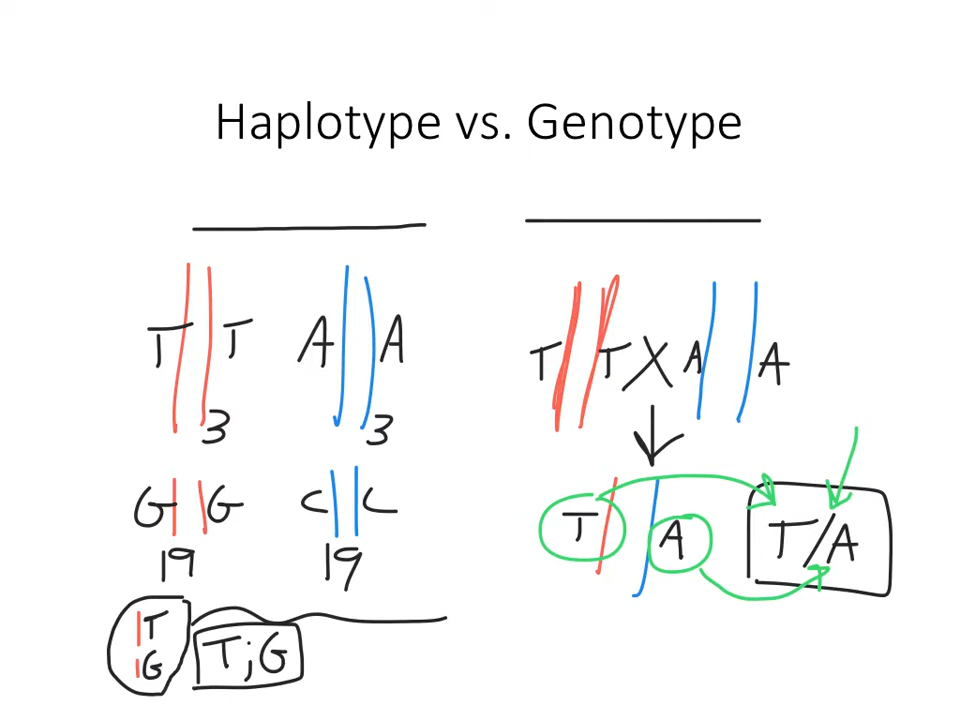 Haplotype vs. Genotype
T T A A
3 3
G G C C
19 19
T
G
T;G
T T X A A
T A T/A